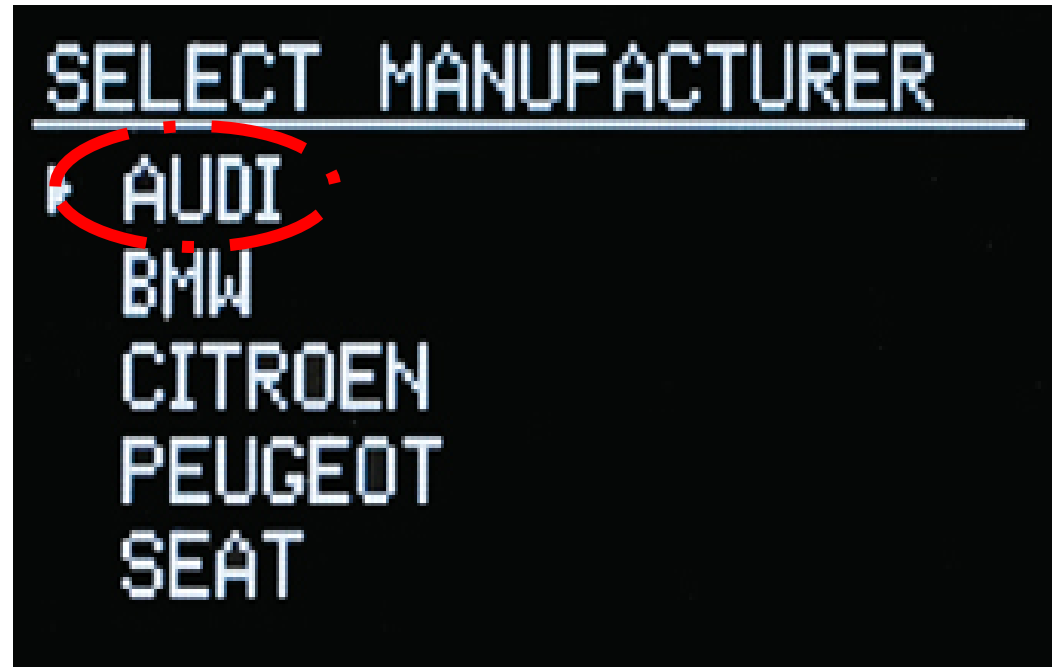 SELECT MANUFACTURER
AUDI
BMW
CITROEN
PEUGEOT
SEAT